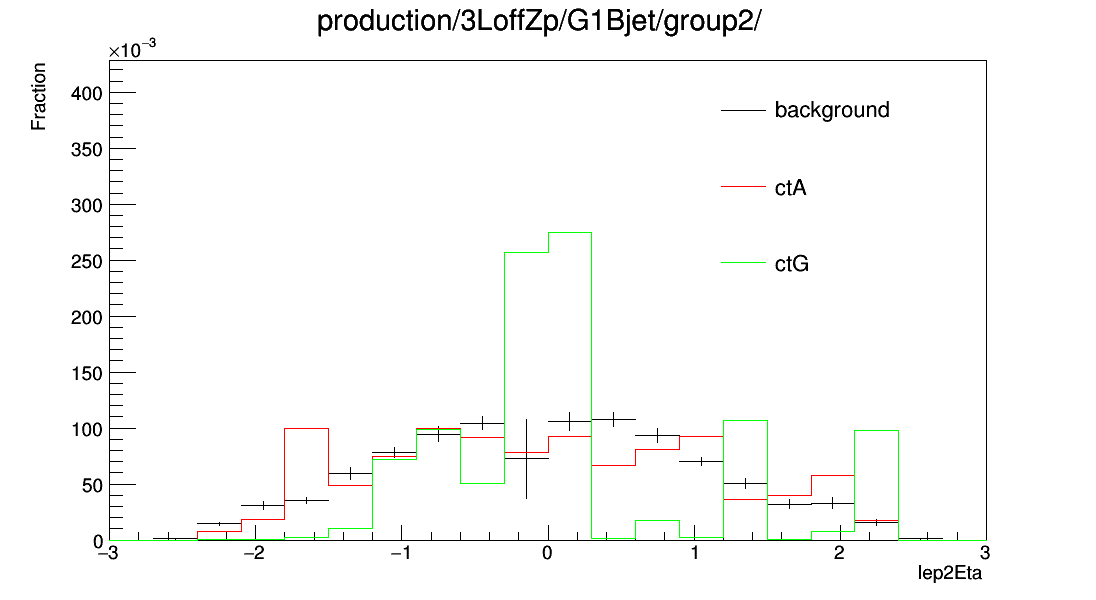 production/3LoffZp/G1Bjet/group2/
×10⁻³
Fraction
400
350
300
250
200
150
100
50
0
background
ctA
ctG
−3 −2 −1 0 1 2 3
lep2Eta